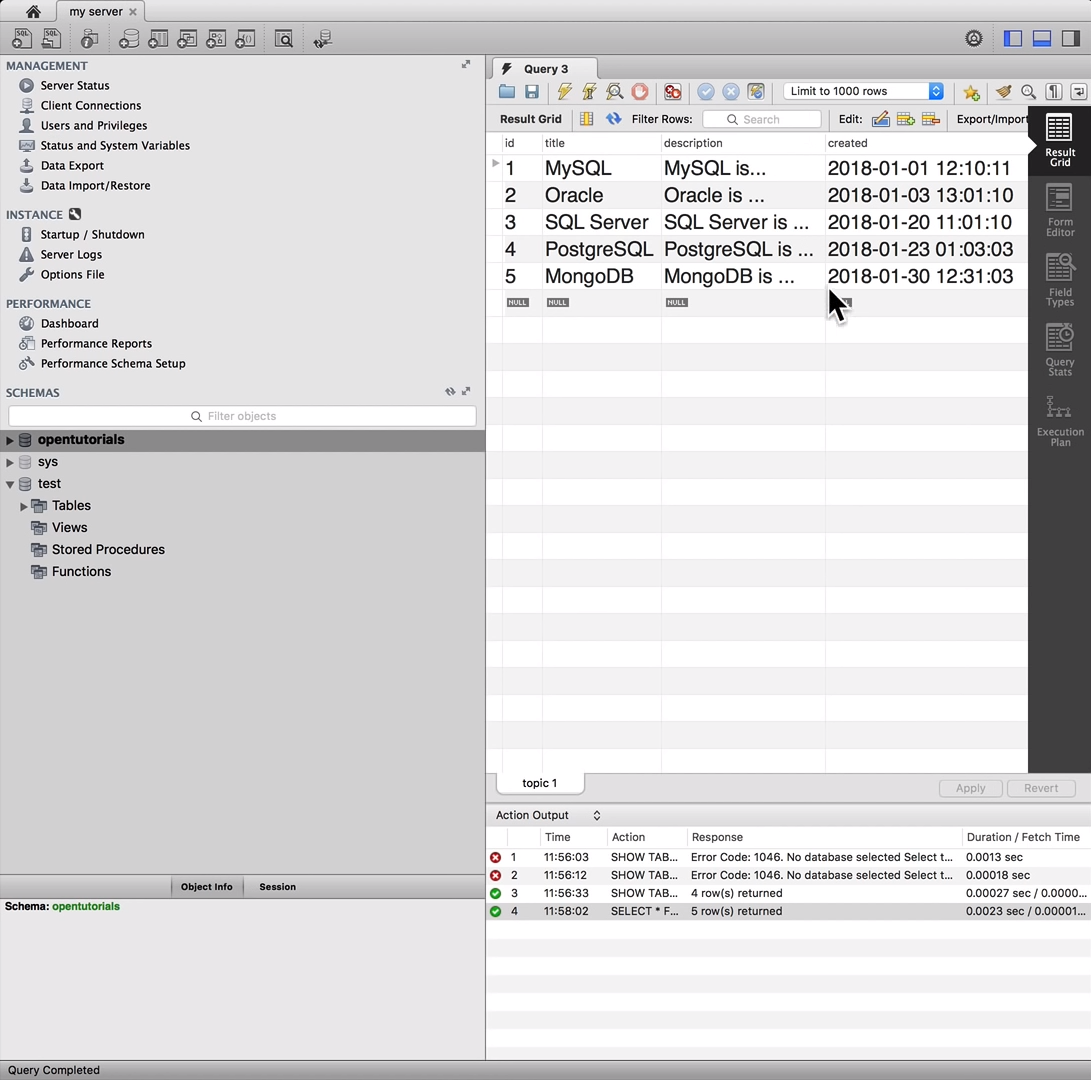 my server
MANAGEMENT
Server Status
Client Connections
Users and Privileges
Status and System Variables
Data Export
Data Import/Restore
INSTANCE
Startup / Shutdown
Server Logs
Options File
PERFORMANCE
Dashboard
Performance Reports
Performance Schema Setup
SCHEMAS
Filter objects
opentutorials
sys
test
Tables
Views
Stored Procedures
Functions
Object Info Session
Schema: opentutorials
Query 3
Limit to 1000 rows
Result Grid Filter Rows: Search Edit: Export/Import
id title description created
1 MySQL MySQL is... 2018-01-01 12:10:11
2 Oracle Oracle is ... 2018-01-03 13:01:10
3 SQL Server SQL Server is ... 2018-01-20 11:01:10
4 PostgreSQL PostgreSQL is ... 2018-01-23 01:03:03
5 MongoDB MongoDB is ... 2018-01-30 12:31:03
NULL NULL NULL
Result
Grid
Form
Editor
Field
Types
Query
Stats
Execution
Plan
topic 1 Apply Revert
Action Output
Time Action Response Duration / Fetch Time
1 11:56:03 SHOW TAB... Error Code: 1046. No database selected Select t... 0.0013 sec
2 11:56:12 SHOW TAB... Error Code: 1046. No database selected Select t... 0.00018 sec
3 11:56:33 SHOW TAB... 4 row(s) returned 0.00027 sec / 0.0000...
4 11:58:02 SELECT * F... 5 row(s) returned 0.0023 sec / 0.00001...
Query Completed